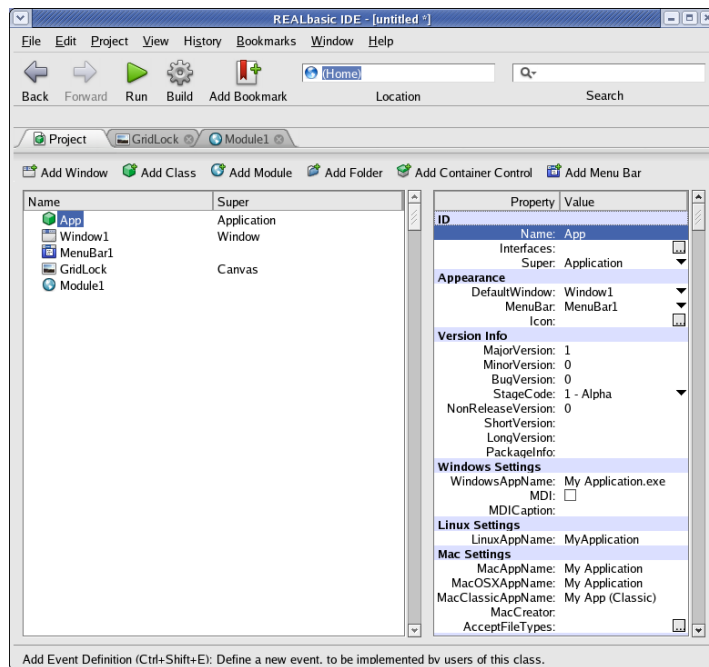 REALbasic IDE - [untitled *]
File Edit Project View History Bookmarks Window Help
(Home)
Back Forward Run Build Add Bookmark Location Search
Project GridLock Module1
Add Window Add Class Add Module Add Folder Add Container Control Add Menu Bar
Name Super
App Application
Window1 Window
MenuBar1
GridLock Canvas
Module1
Property Value
ID
Name: App
Interfaces: ...
Super: Application
Appearance
DefaultWindow: Window1
MenuBar: MenuBar1
Icon: ...
Version Info
MajorVersion: 1
MinorVersion: 0
BugVersion: 0
StageCode: 1 - Alpha
NonReleaseVersion: 0
ShortVersion:
LongVersion:
PackageInfo:
Windows Settings
WindowsAppName: My Application.exe
MDI:
MDICaption:
Linux Settings
LinuxAppName: MyApplication
Mac Settings
MacAppName: My Application
MacOSXAppName: My Application
MacClassicAppName: My App (Classic)
MacCreator:
AcceptFileTypes: ...
Add Event Definition (Ctrl+Shift+E): Define a new event, to be implemented by users of this class.